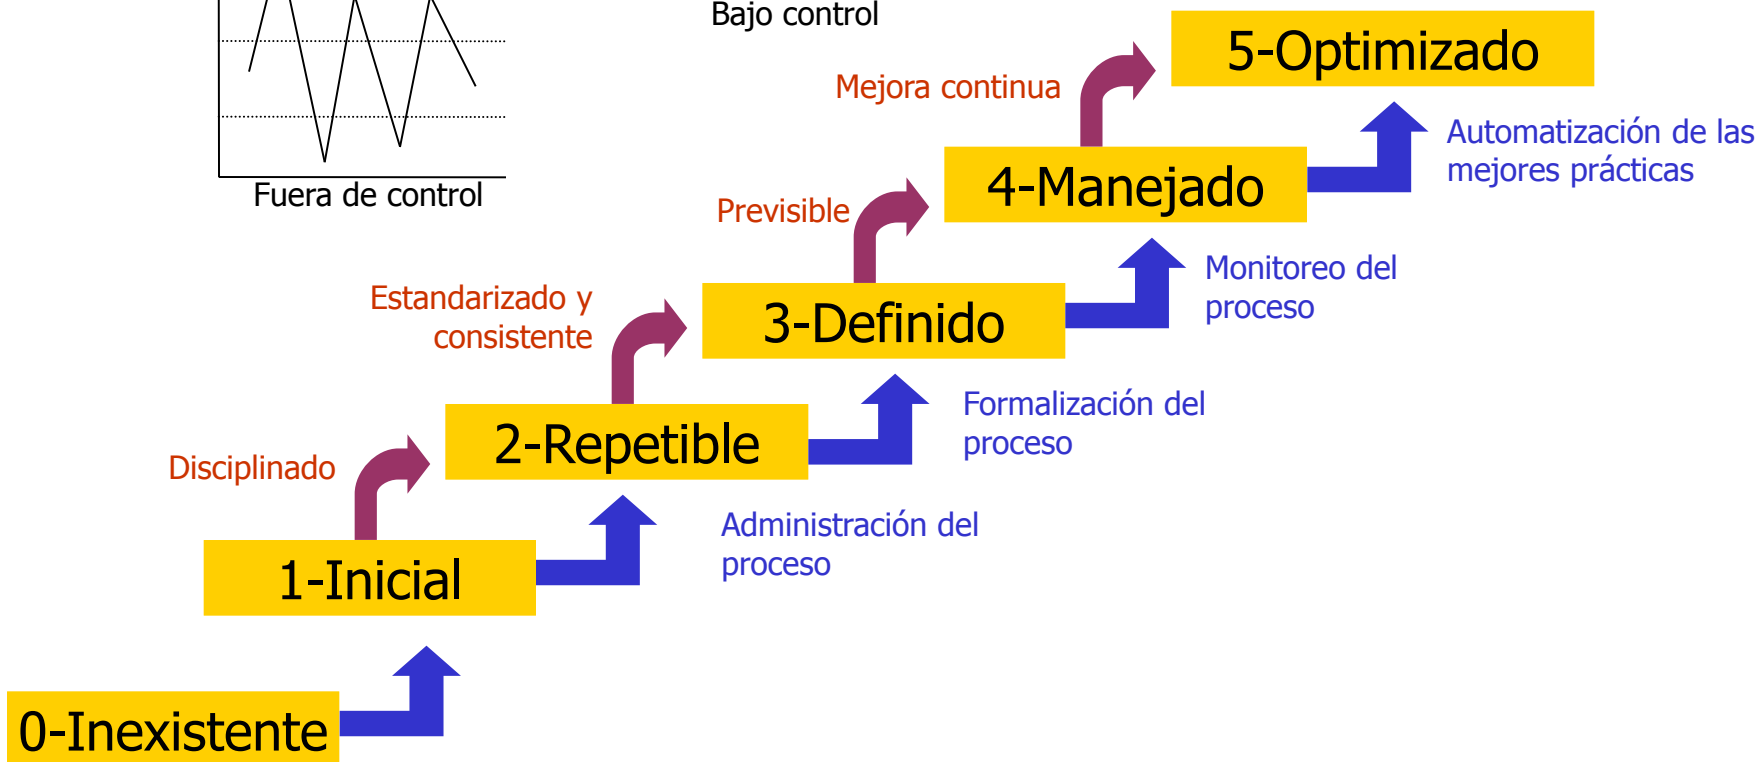 Bajo control
5-Optimizado
Mejora continua
Automatización de las
mejores prácticas
Fuera de control
4-Manejado
Previsible
Monitoreo del
proceso
Estandarizado y
consistente
3-Definido
Formalización del
proceso
2-Repetible
Disciplinado
Administración del
proceso
1-Inicial
0-Inexistente